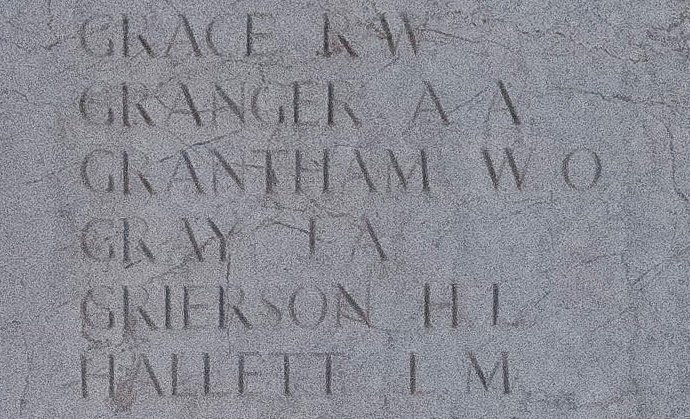 GRACE R W
GRANGER A A
GRANTHAM W O
GRAY J A
GRIERSON H L
HALLETT L M